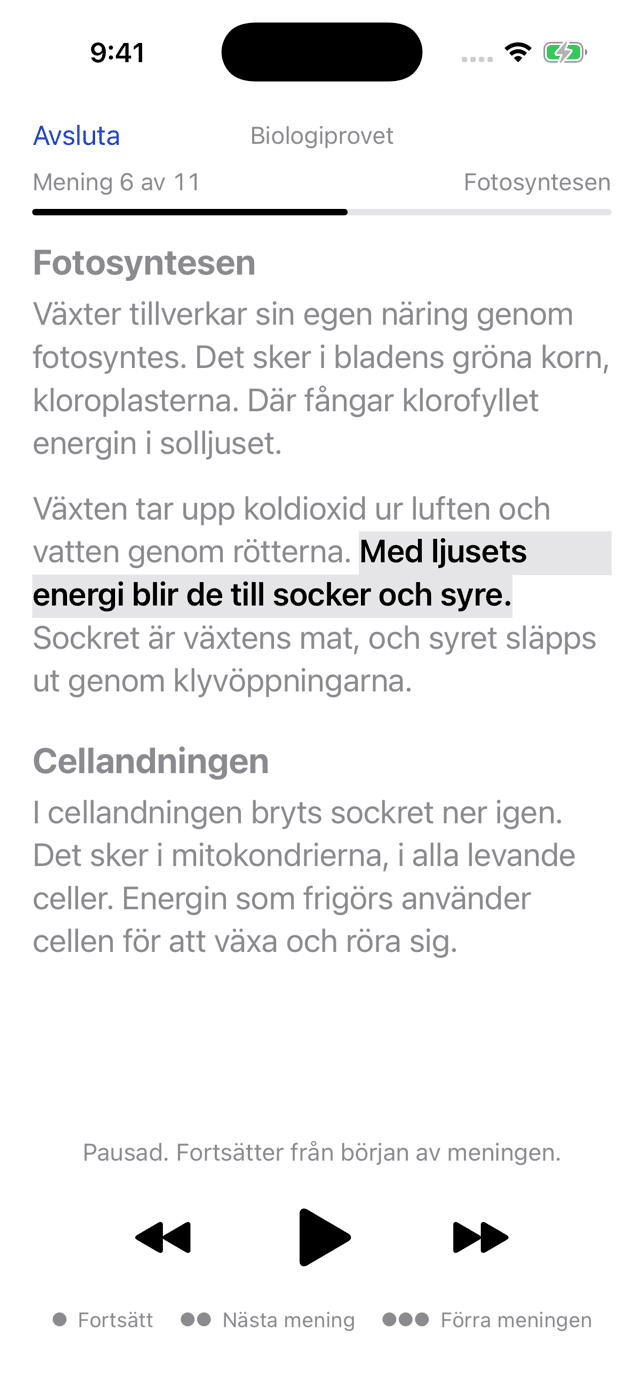 9:41
Avsluta
Biologiprovet
Mening 6 av 11
Fotosyntesen
Fotosyntesen
Växter tillverkar sin egen näring genom
fotosyntes. Det sker i bladens gröna korn,
kloroplasterna. Där fångar klorofyllet
energin i solljuset.
Växten tar upp koldioxid ur luften och
vatten genom rötterna. Med ljusets
energi blir de till socker och syre.
Sockret är växtens mat, och syret släpps
ut genom klyvöppningarna.
Cellandningen
I cellandningen bryts sockret ner igen.
Det sker i mitokondrierna, i alla levande
celler. Energin som frigörs använder
cellen för att växa och röra sig.
Pausad. Fortsätter från början av meningen.
Fortsätt
Nästa mening
Förra meningen